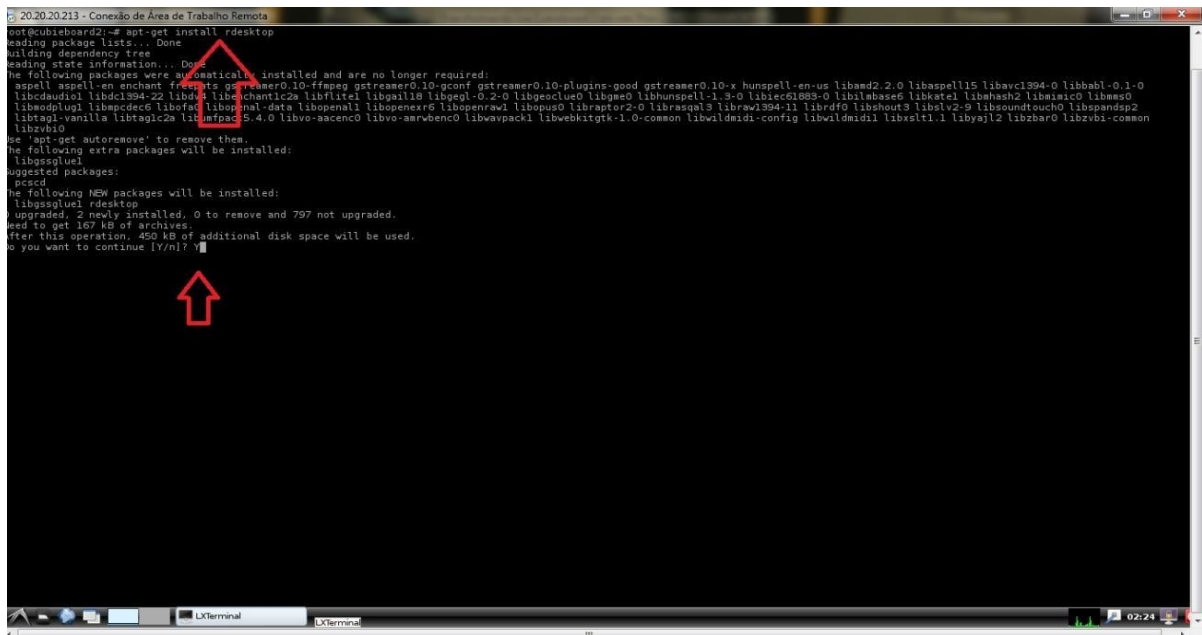 20.20.20.213 - Conexão de Área de Trabalho Remota
root@cubieboard2:~# apt-get install rdesktop
Reading package lists... Done
Building dependency tree
Reading state information... Done
The following packages were automatically installed and are no longer required:
aspell aspell-en enchant freepats gstreamer0.10-ffmpeg gstreamer0.10-gconf gstreamer0.10-plugins-good gstreamer0.10-x hunspell-en-us libamd2.2.0 libaspell15 libavc1394-0 libbabl-0.1-0
libcdaudio1 libdc1394-22 libdv4 libenchant1c2a libflite1 libgail18 libgegl-0.2-0 libgeoclue0 libgme0 libhunspell-1.3-0 libiec61883-0 libilmbase6 libkate1 libmhash2 libmimic0 libmms0
libmodplug1 libmpcdec6 libofa0 libopenal-data libopenal1 libopenexr6 libopenraw1 libopus0 libraptor2-0 librasqal3 libraw1394-11 librdf0 libshout3 libslv2-9 libsoundtouch0 libspandsp2
libtag1-vanilla libtag1c2a libumfpack5.4.0 libvo-aacenc0 libvo-amrwbenc0 libwavpack1 libwebkitgtk-1.0-common libwildmidi-config libwildmidi1 libxslt1.1 libyajl2 libzbar0 libzvbi-common
libzvbi0
Use 'apt-get autoremove' to remove them.
The following extra packages will be installed:
libgssglue1
Suggested packages:
pcscd
The following NEW packages will be installed:
libgssglue1 rdesktop
0 upgraded, 2 newly installed, 0 to remove and 797 not upgraded.
Need to get 167 kB of archives.
After this operation, 450 kB of additional disk space will be used.
Do you want to continue [Y/n]? Y
LXTerminal
LXTerminal
02:24